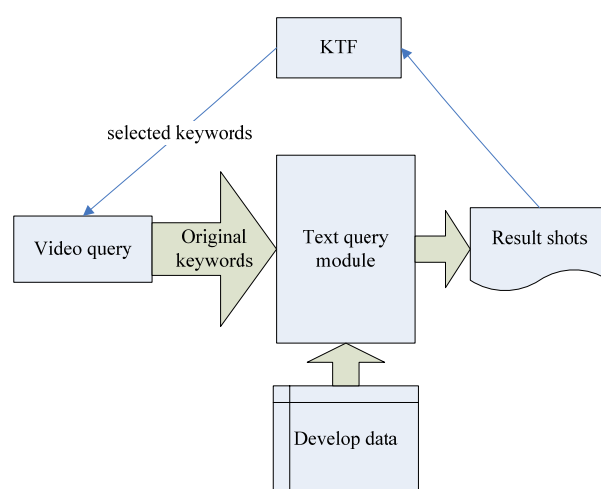 KTF
selected keywords
Video query
Original
keywords
Text query
module
Result shots
Develop data